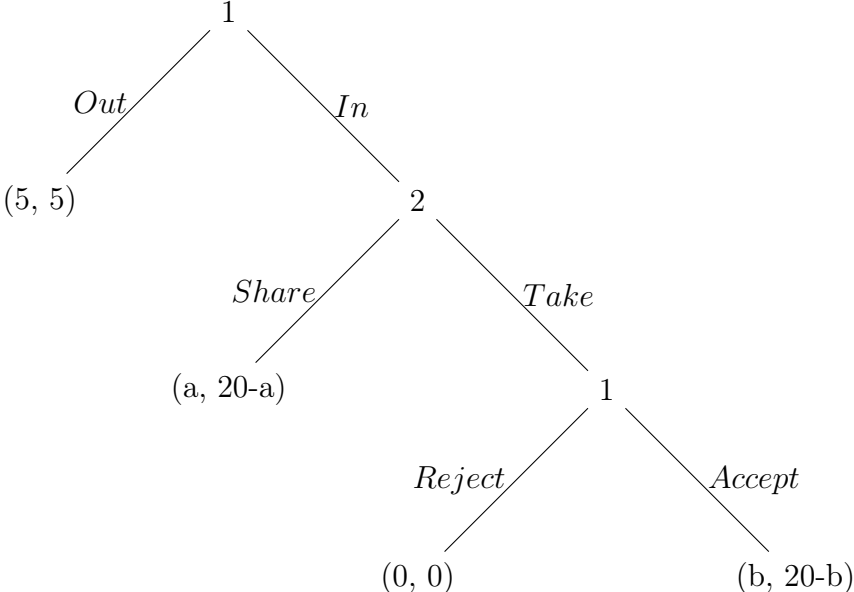 1
Out
In
(5, 5)
2
Share
Take
(a, 20-a)
1
Reject
Accept
(0, 0)
(b, 20-b)